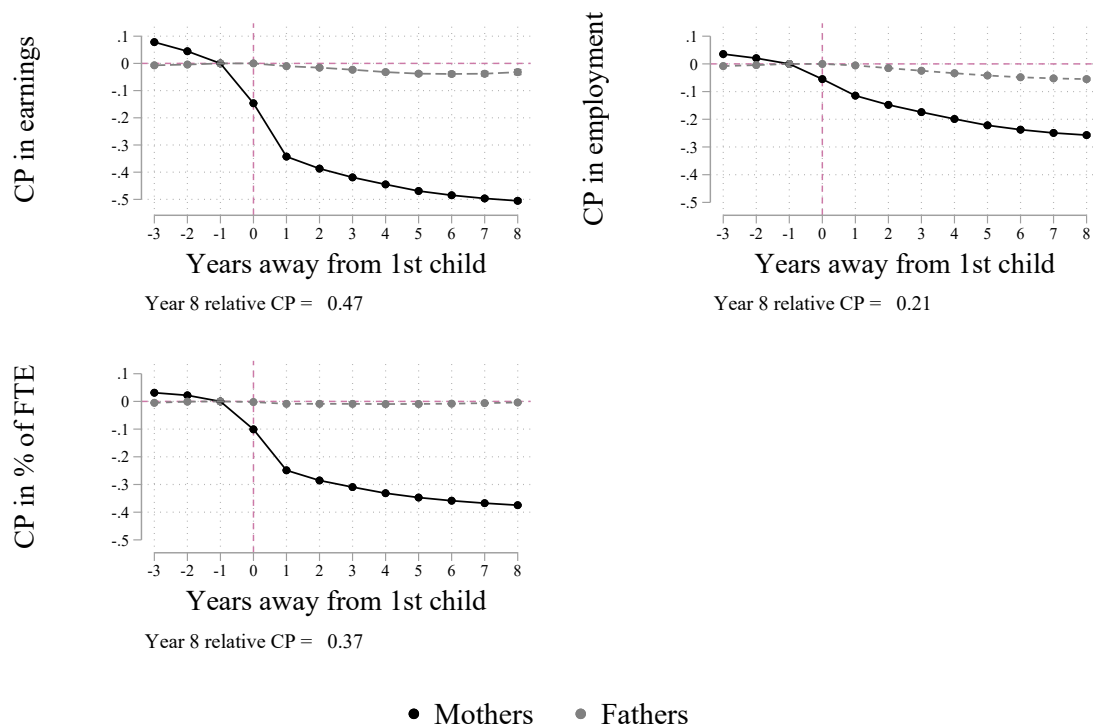 CP in earnings
.1
0
-.1
-.2
-.3
-.4
-.5
-3 -2 -1 0 1 2 3 4 5 6 7 8
Years away from 1st child
Year 8 relative CP = 0.47
CP in employment
.1
0
-.1
-.2
-.3
-.4
-.5
-3 -2 -1 0 1 2 3 4 5 6 7 8
Years away from 1st child
Year 8 relative CP = 0.21
CP in % of FTE
.1
0
-.1
-.2
-.3
-.4
-.5
-3 -2 -1 0 1 2 3 4 5 6 7 8
Years away from 1st child
Year 8 relative CP = 0.37
Mothers Fathers